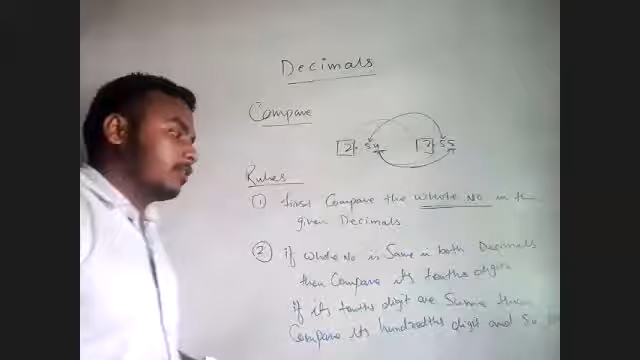 Decimals
Compare
2.54 2.55
Rules
① first Compare the whole No in the
given Decimals
② if whole No is Same in both Decimals
then Compare its tenths digit
If its tenths digit are Same then
Compare its hundredths digit and So